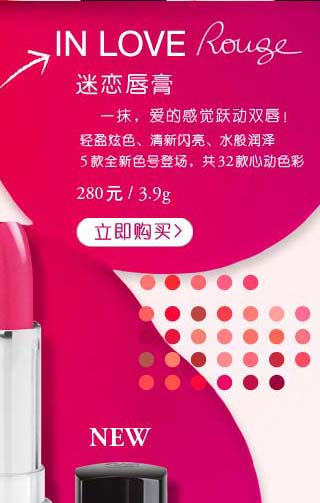 IN LOVE Rouge
迷恋唇膏
一抹，爱的感觉跃动双唇！
轻盈炫色、清新闪亮、水般润泽
5款全新色号登场，共32款心动色彩
280元 / 3.9g
立即购买>
NEW